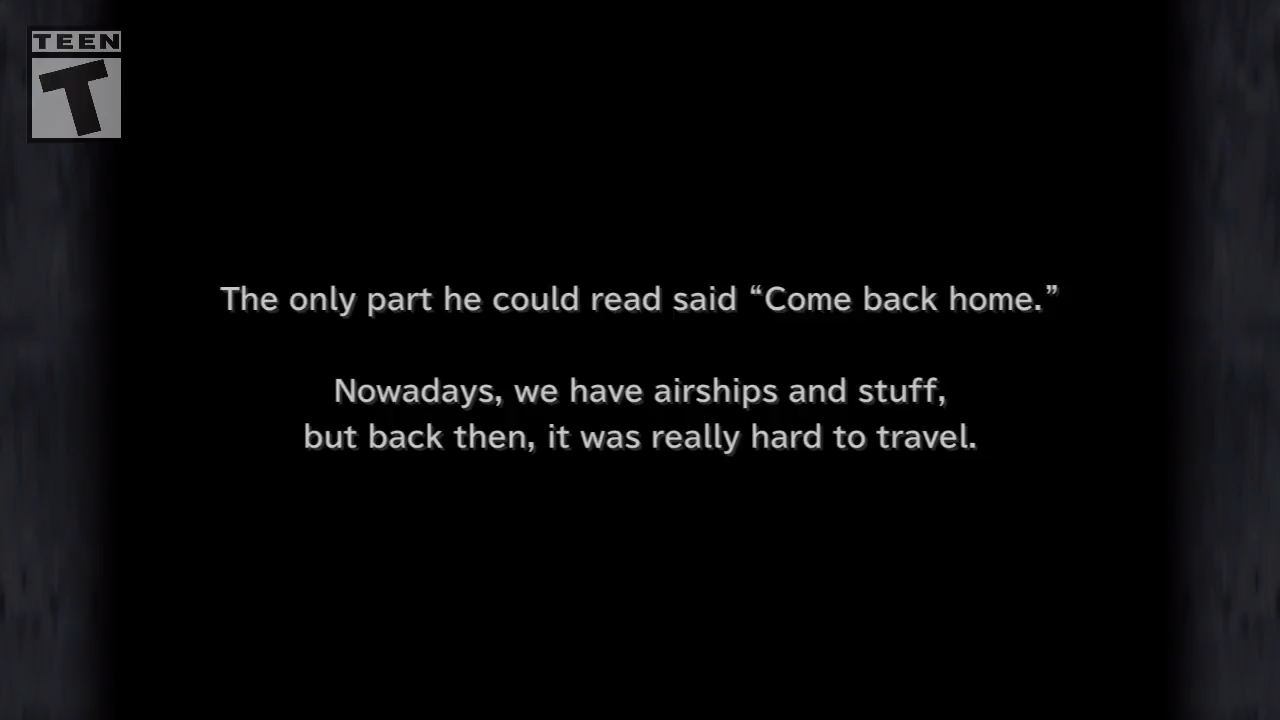 TEEN
T
The only part he could read said “Come back home.”
Nowadays, we have airships and stuff,
but back then, it was really hard to travel.